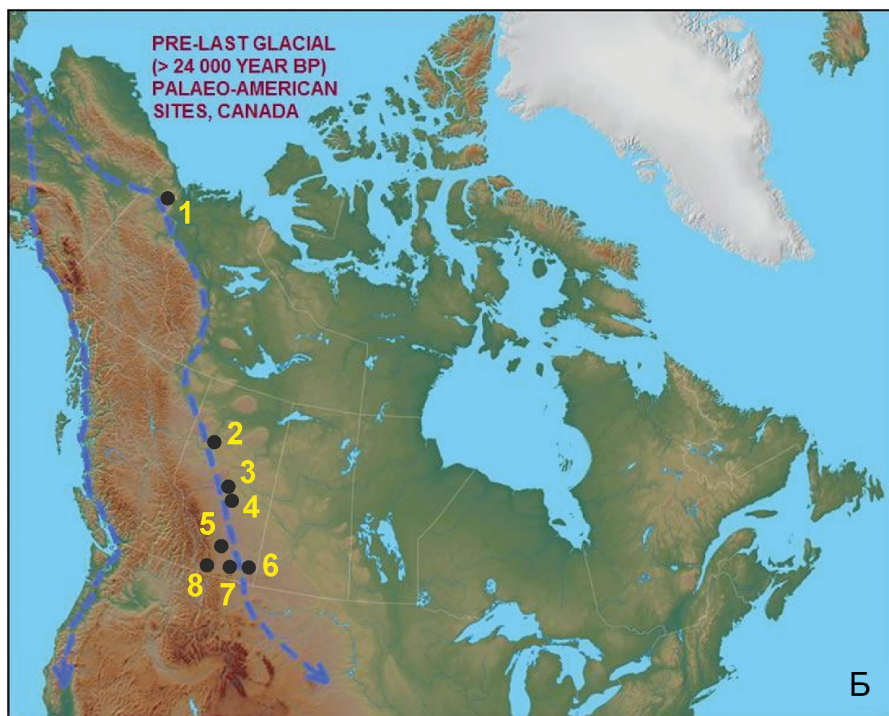 PRE-LAST GLACIAL
(> 24 000 YEAR BP)
PALAEO-AMERICAN
SITES, CANADA
1
2
3
4
5
6
8
7
Б